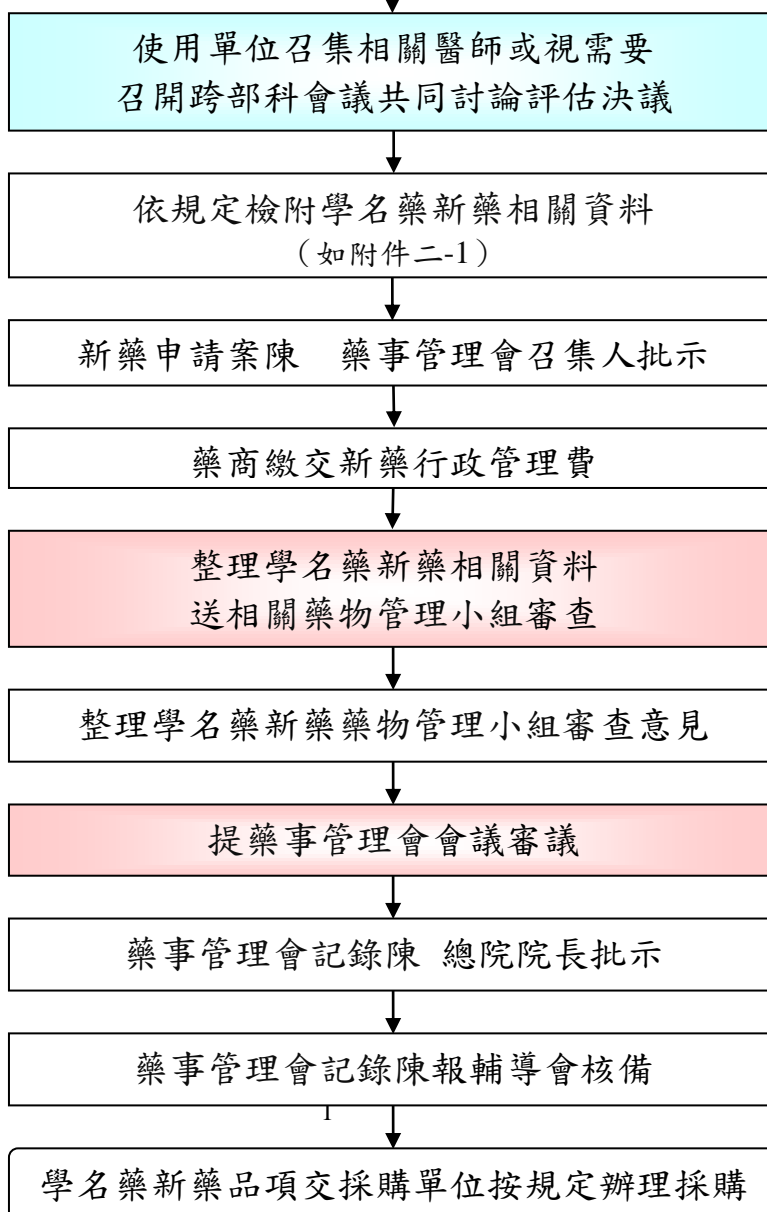 使用單位召集相關醫師或視需要
召開跨部科會議共同討論評估決議
依規定檢附學名藥新藥相關資料
（如附件二-1）
新藥申請案陳　藥事管理會召集人批示
藥商繳交新藥行政管理費
整理學名藥新藥相關資料
送相關藥物管理小組審查
整理學名藥新藥藥物管理小組審查意見
提藥事管理會會議審議
藥事管理會記錄陳 總院院長批示
藥事管理會記錄陳報輔導會核備
1
學名藥新藥品項交採購單位按規定辦理採購